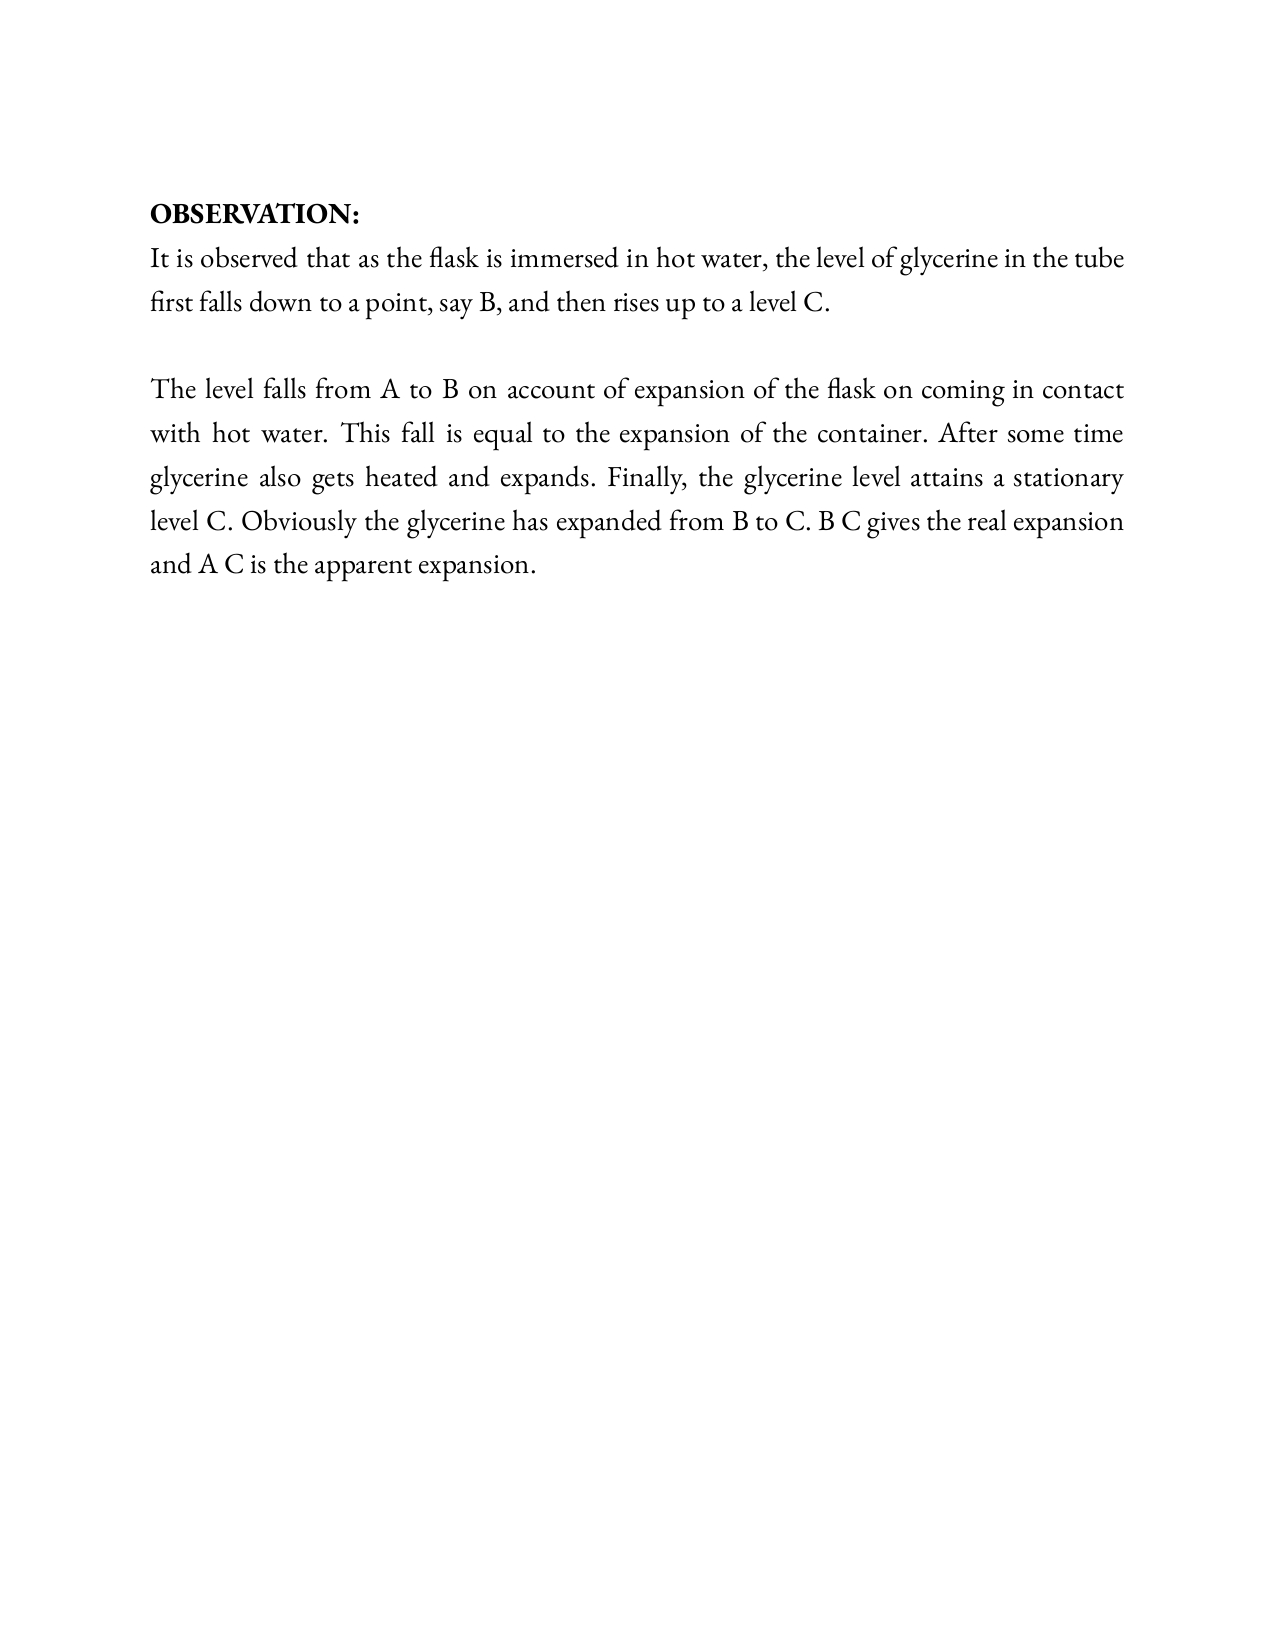 OBSERVATION:
It is observed that as the flask is immersed in hot water, the level of glycerine in the tube
first falls down to a point, say B, and then rises up to a level C.
The level falls from A to B on account of expansion of the flask on coming in contact
with hot water. This fall is equal to the expansion of the container. After some time
glycerine also gets heated and expands. Finally, the glycerine level attains a stationary
level C. Obviously the glycerine has expanded from B to C. B C gives the real expansion
and A C is the apparent expansion.